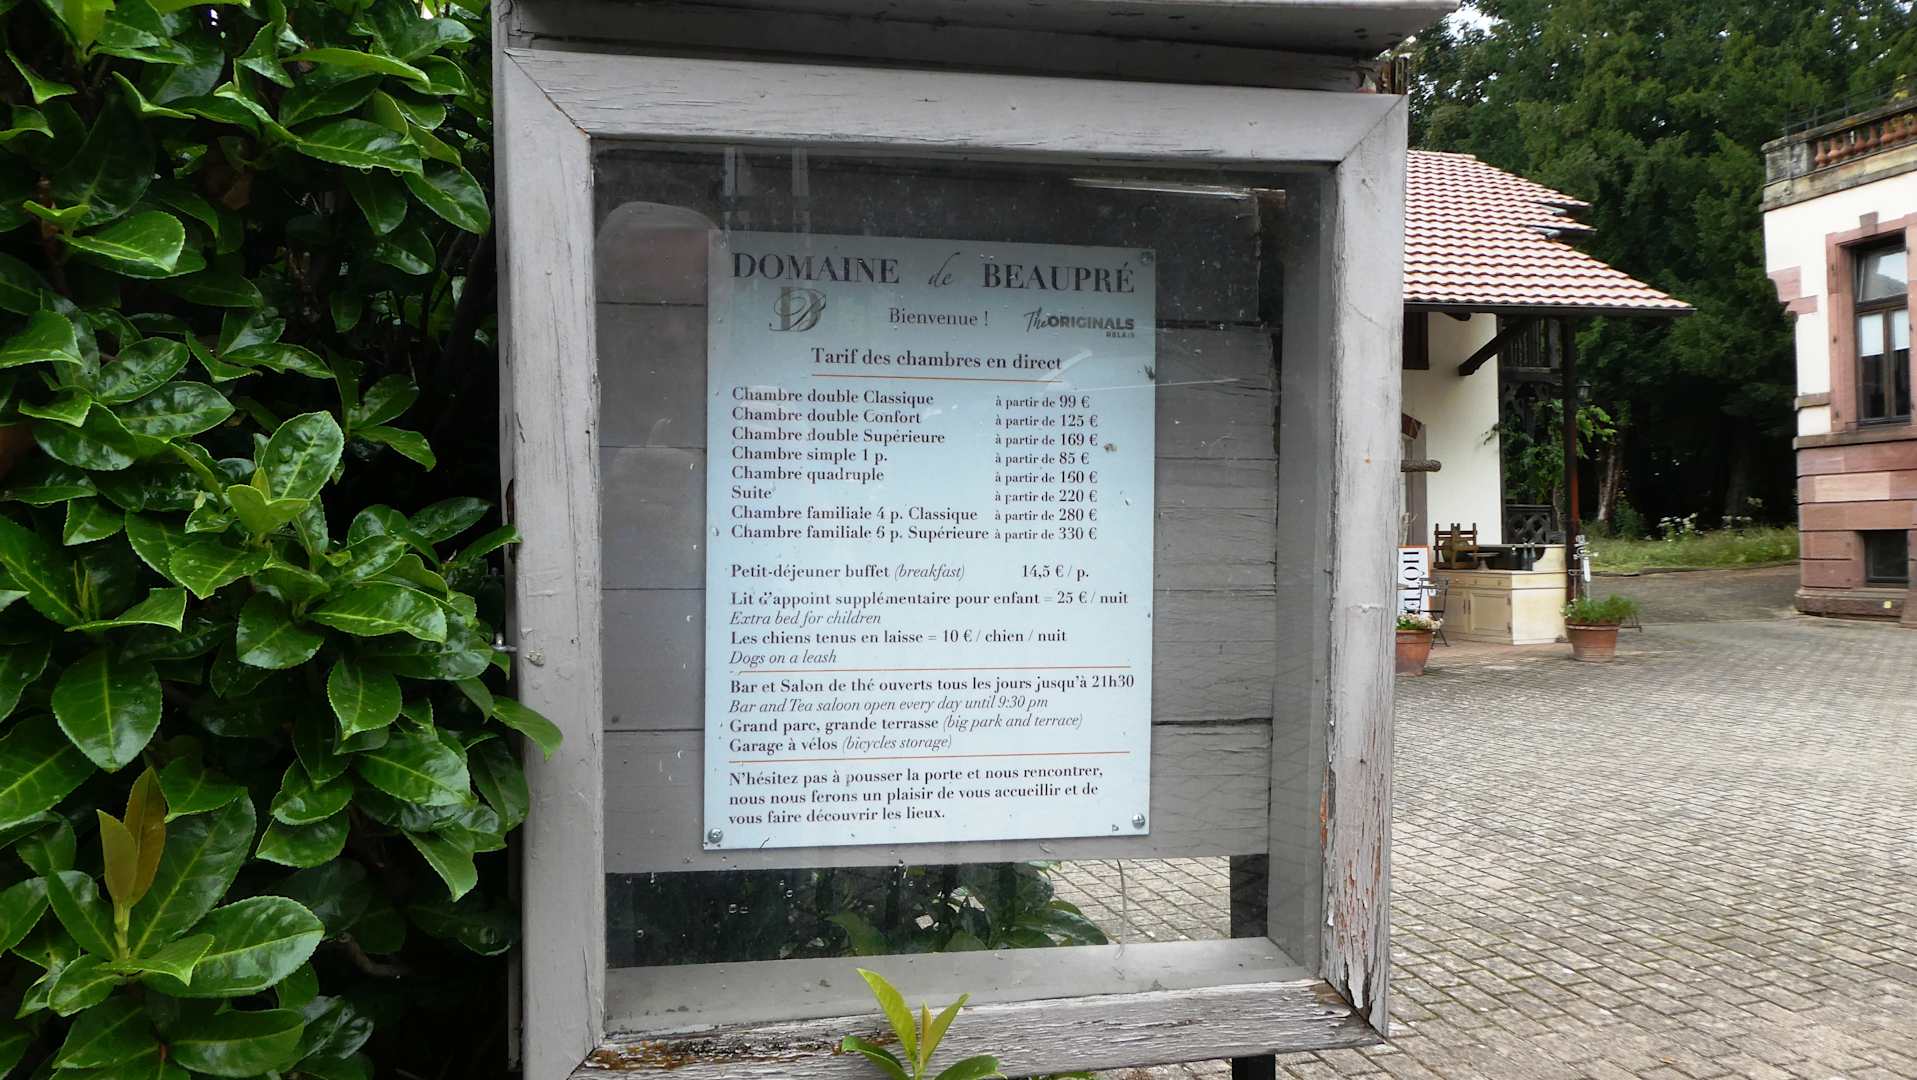 DOMAINE de BEAUPRÉ
DB Bienvenue ! The ORIGINALS
RELAIS
Tarif des chambres en direct
Chambre double Classique à partir de 99 €
Chambre double Confort à partir de 125 €
Chambre double Supérieure à partir de 169 €
Chambre simple 1 p. à partir de 85 €
Chambre quadruple à partir de 160 €
Suite à partir de 220 €
Chambre familiale 4 p. Classique à partir de 280 €
Chambre familiale 6 p. Supérieure à partir de 330 €
Petit-déjeuner buffet (breakfast) 14,5 € / p.
Lit d'appoint supplémentaire pour enfant = 25 € / nuit
Extra bed for children
Les chiens tenus en laisse = 10 € / chien / nuit
Dogs on a leash
Bar et Salon de thé ouverts tous les jours jusqu'à 21h30
Bar and Tea saloon open every day until 9:30 pm
Grand parc, grande terrasse (big park and terrace)
Garage à vélos (bicycles storage)
N'hésitez pas à pousser la porte et nous rencontrer,
nous nous ferons un plaisir de vous accueillir et de
vous faire découvrir les lieux.
HÔTEL